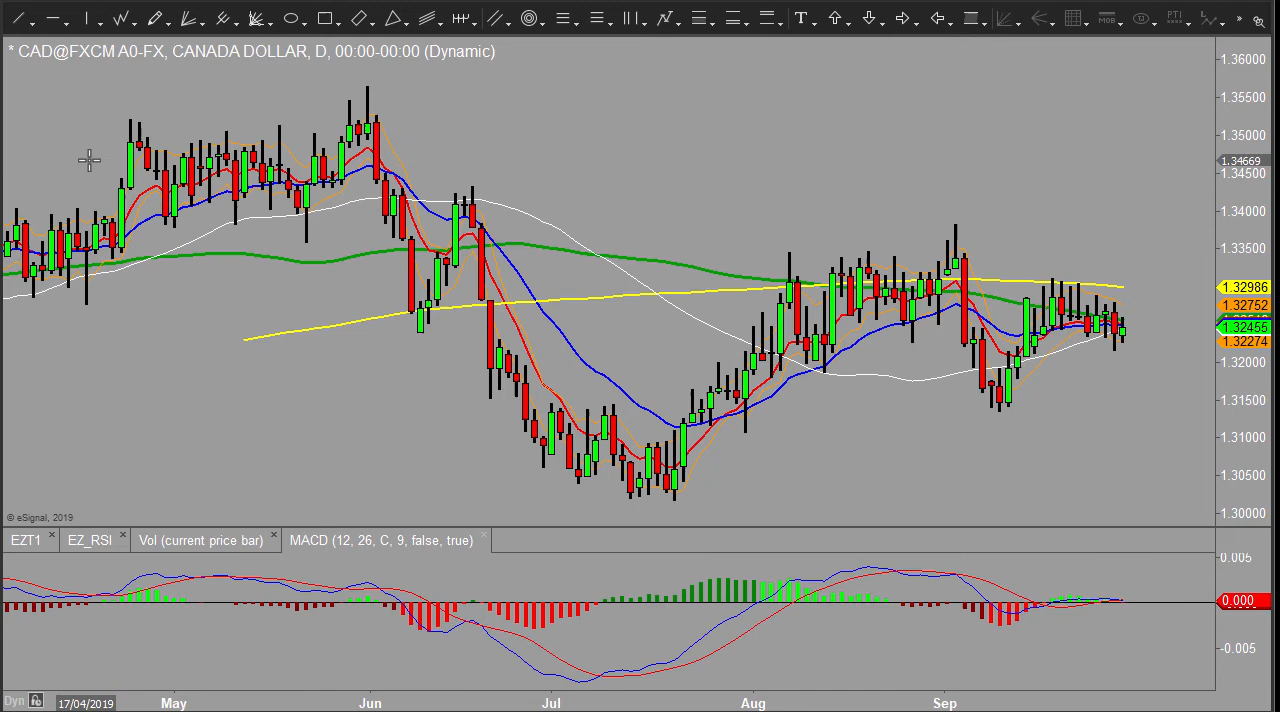 T
MOB
PTI
»
* CAD@FXCM A0-FX, CANADA DOLLAR, D, 00:00-00:00 (Dynamic)
1.36000
1.35500
1.35000
1.34669
1.34500
1.34000
1.33500
1.32986
1.32752
1.32455
1.32274
1.32000
1.31500
1.31000
1.30500
1.30000
© eSignal, 2019
EZT1 × EZ_RSI × Vol (current price bar) × MACD (12, 26, C, 9, false, true) ×
0.005
0.000
-0.005
Dyn 17/04/2019 May Jun Jul Aug Sep